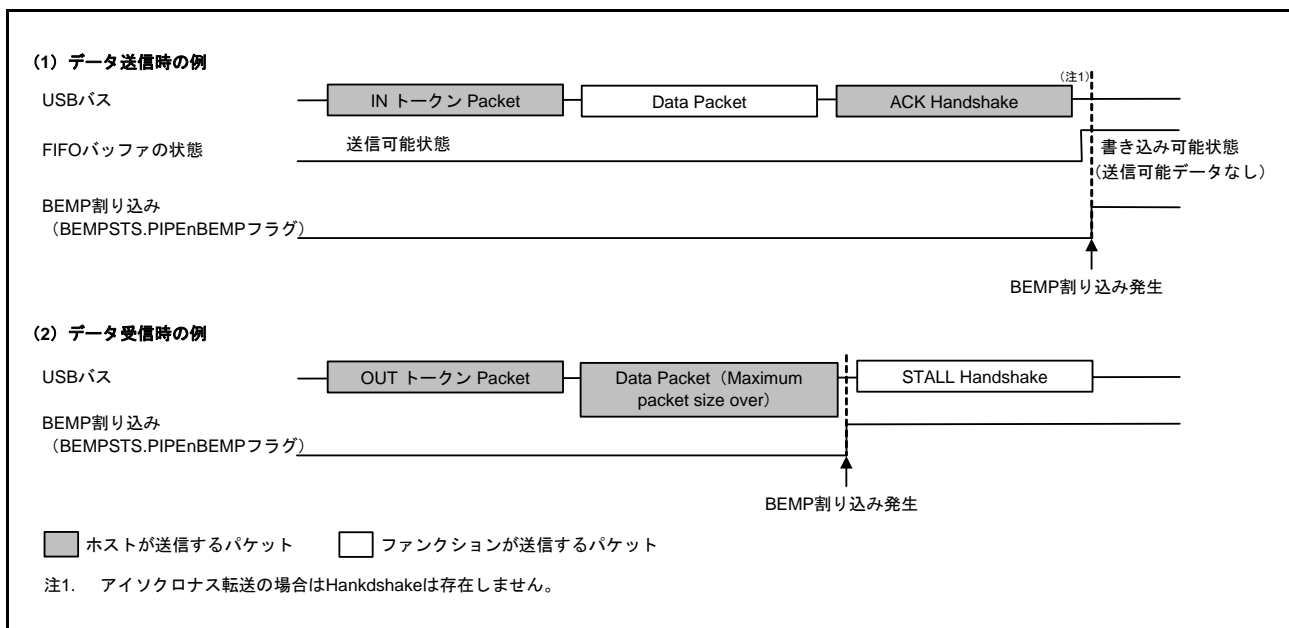 (1) データ送信時の例
(注1)
USBバス
IN トークン Packet
Data Packet
ACK Handshake
FIFOバッファの状態
送信可能状態
書き込み可能状態
(送信可能データなし)
BEMP割り込み
(BEMPSTS.PIPEnBEMPフラグ)
BEMP割り込み発生
(2) データ受信時の例
USBバス
OUT トークン Packet
Data Packet(Maximum
packet size over)
STALL Handshake
BEMP割り込み
(BEMPSTS.PIPEnBEMPフラグ)
BEMP割り込み発生
ホストが送信するパケット
ファンクションが送信するパケット
注1. アイソクロナス転送の場合はHankdshakeは存在しません。